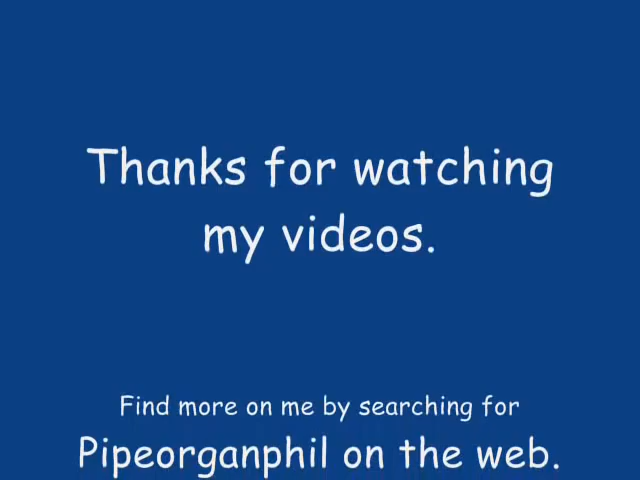 Thanks for watching
my videos.
Find more on me by searching for
Pipeorganphil on the web.